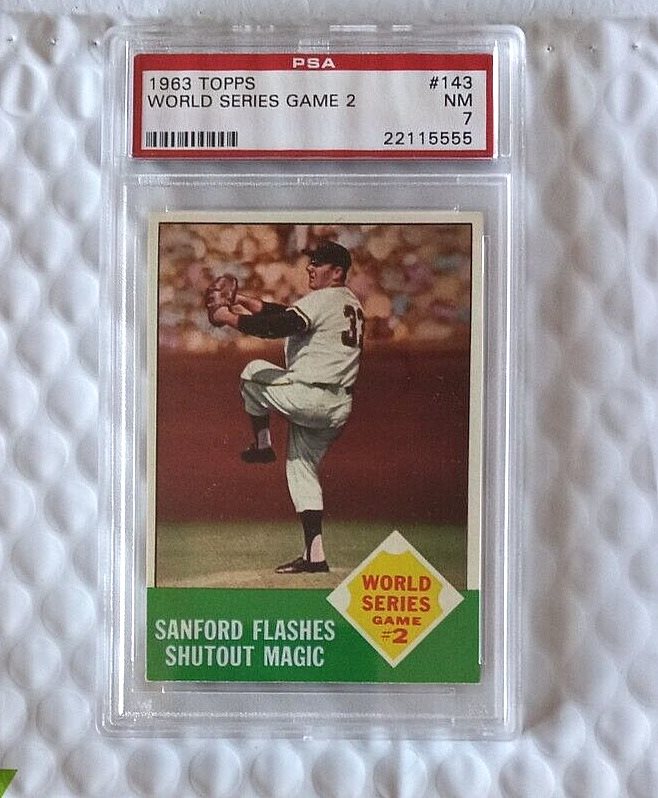 PSA
1963 TOPPS #143
WORLD SERIES GAME 2 NM
7
22115555
33
WORLD
SERIES
GAME
#2
SANFORD FLASHES
SHUTOUT MAGIC